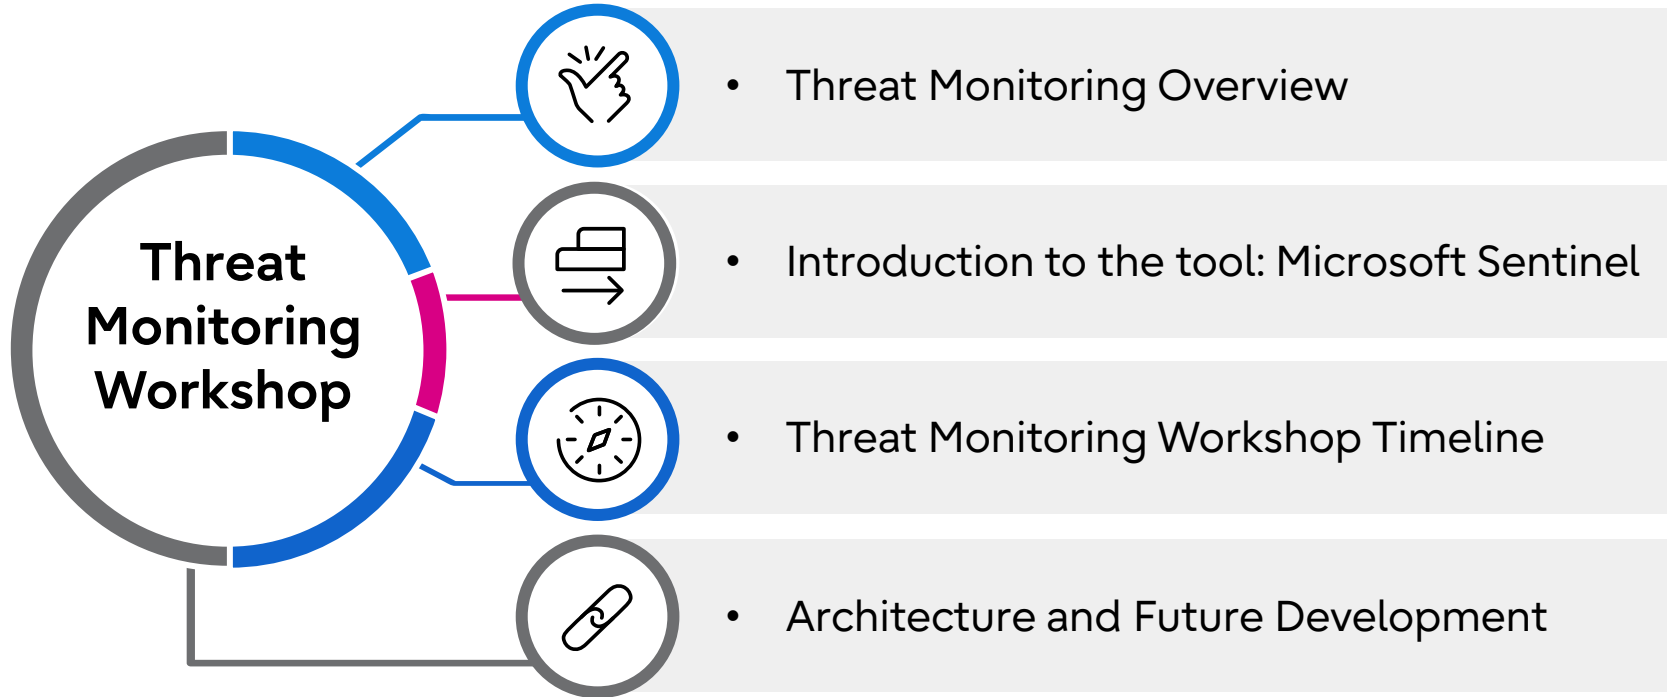 Threat
Monitoring
Workshop
• Threat Monitoring Overview
• Introduction to the tool: Microsoft Sentinel
• Threat Monitoring Workshop Timeline
• Architecture and Future Development